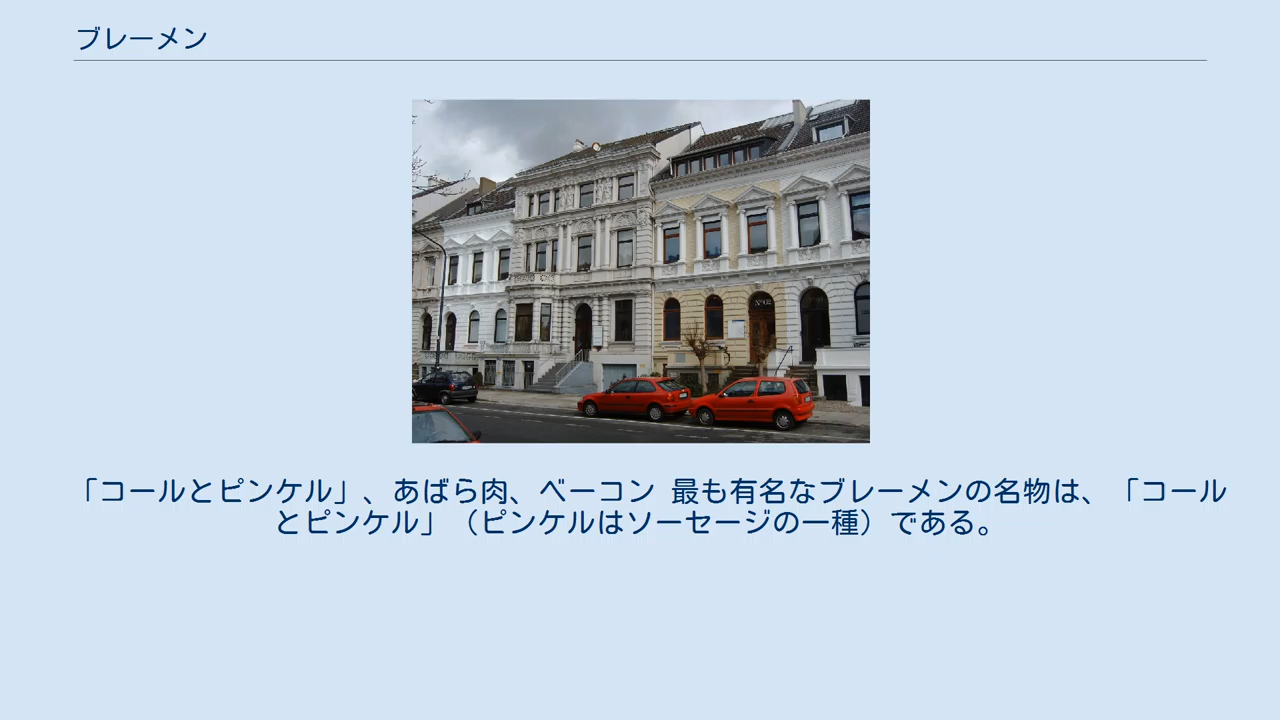 ブレーメン
「コールとピンケル」、あばら肉、ベーコン 最も有名なブレーメンの名物は、「コール
とピンケル」（ピンケルはソーセージの一種）である。